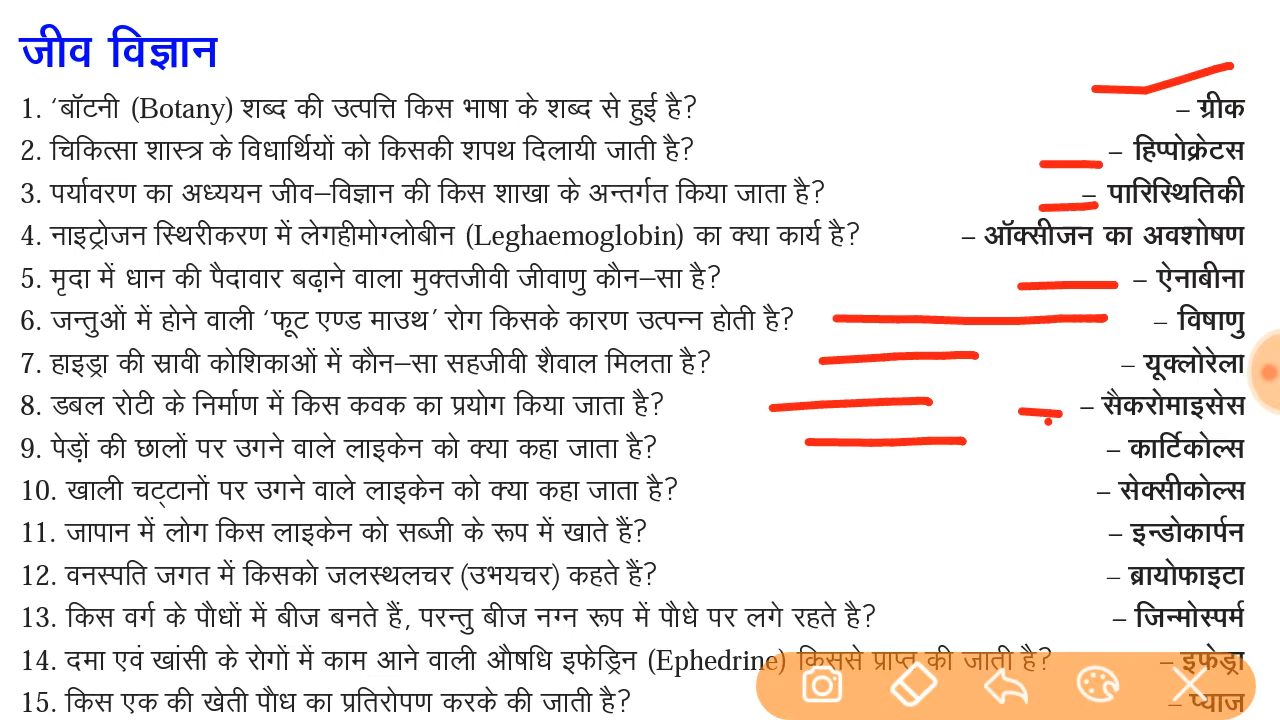 जीव विज्ञान
1. ‘बॉटनी (Botany) शब्द की उत्पत्ति किस भाषा के शब्द से हुई है? – ग्रीक
2. चिकित्सा शास्त्र के विधार्थियों को किसकी शपथ दिलायी जाती है? – हिप्पोक्रेटस
3. पर्यावरण का अध्ययन जीव–विज्ञान की किस शाखा के अन्तर्गत किया जाता है? – पारिस्थितिकी
4. नाइट्रोजन स्थिरीकरण में लेगहीमोग्लोबीन (Leghaemoglobin) का क्या कार्य है? – ऑक्सीजन का अवशोषण
5. मृदा में धान की पैदावार बढ़ाने वाला मुक्तजीवी जीवाणु कौन–सा है? – ऐनाबीना
6. जन्तुओं में होने वाली ‘फूट एण्ड माउथ’ रोग किसके कारण उत्पन्न होती है? – विषाणु
7. हाइड्रा की स्रावी कोशिकाओं में कौन–सा सहजीवी शैवाल मिलता है? – यूक्लोरेला
8. डबल रोटी के निर्माण में किस कवक का प्रयोग किया जाता है? – सैकरोमाइसेस
9. पेड़ों की छालों पर उगने वाले लाइकेन को क्या कहा जाता है? – कार्टिकोल्स
10. खाली चट्टानों पर उगने वाले लाइकेन को क्या कहा जाता है? – सेक्सीकोल्स
11. जापान में लोग किस लाइकेन को सब्जी के रूप में खाते हैं? – इन्डोकार्पन
12. वनस्पति जगत में किसको जलस्थलचर (उभयचर) कहते हैं? – ब्रायोफाइटा
13. किस वर्ग के पौधों में बीज बनते हैं, परन्तु बीज नग्न रूप में पौधे पर लगे रहते है? – जिन्मोस्पर्म
14. दमा एवं खांसी के रोगों में काम आने वाली औषधि इफेड्रिन (Ephedrine) किससे प्राप्त की जाती है? – इफेड्रा
15. किस एक की खेती पौध का प्रतिरोपण करके की जाती है? – प्याज